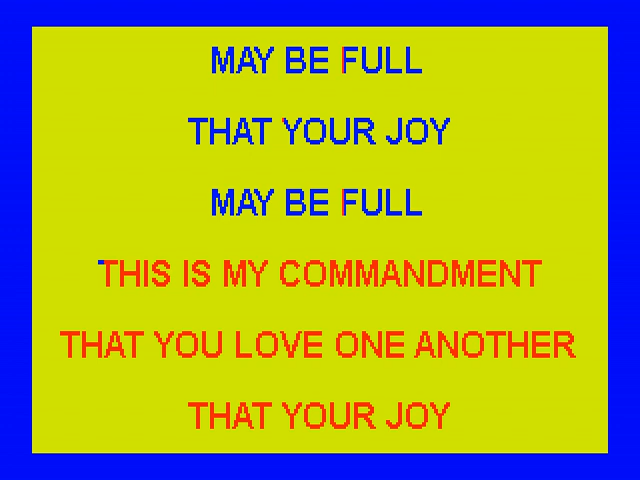 MAY BE FULL
THAT YOUR JOY
MAY BE FULL
THIS IS MY COMMANDMENT
THAT YOU LOVE ONE ANOTHER
THAT YOUR JOY